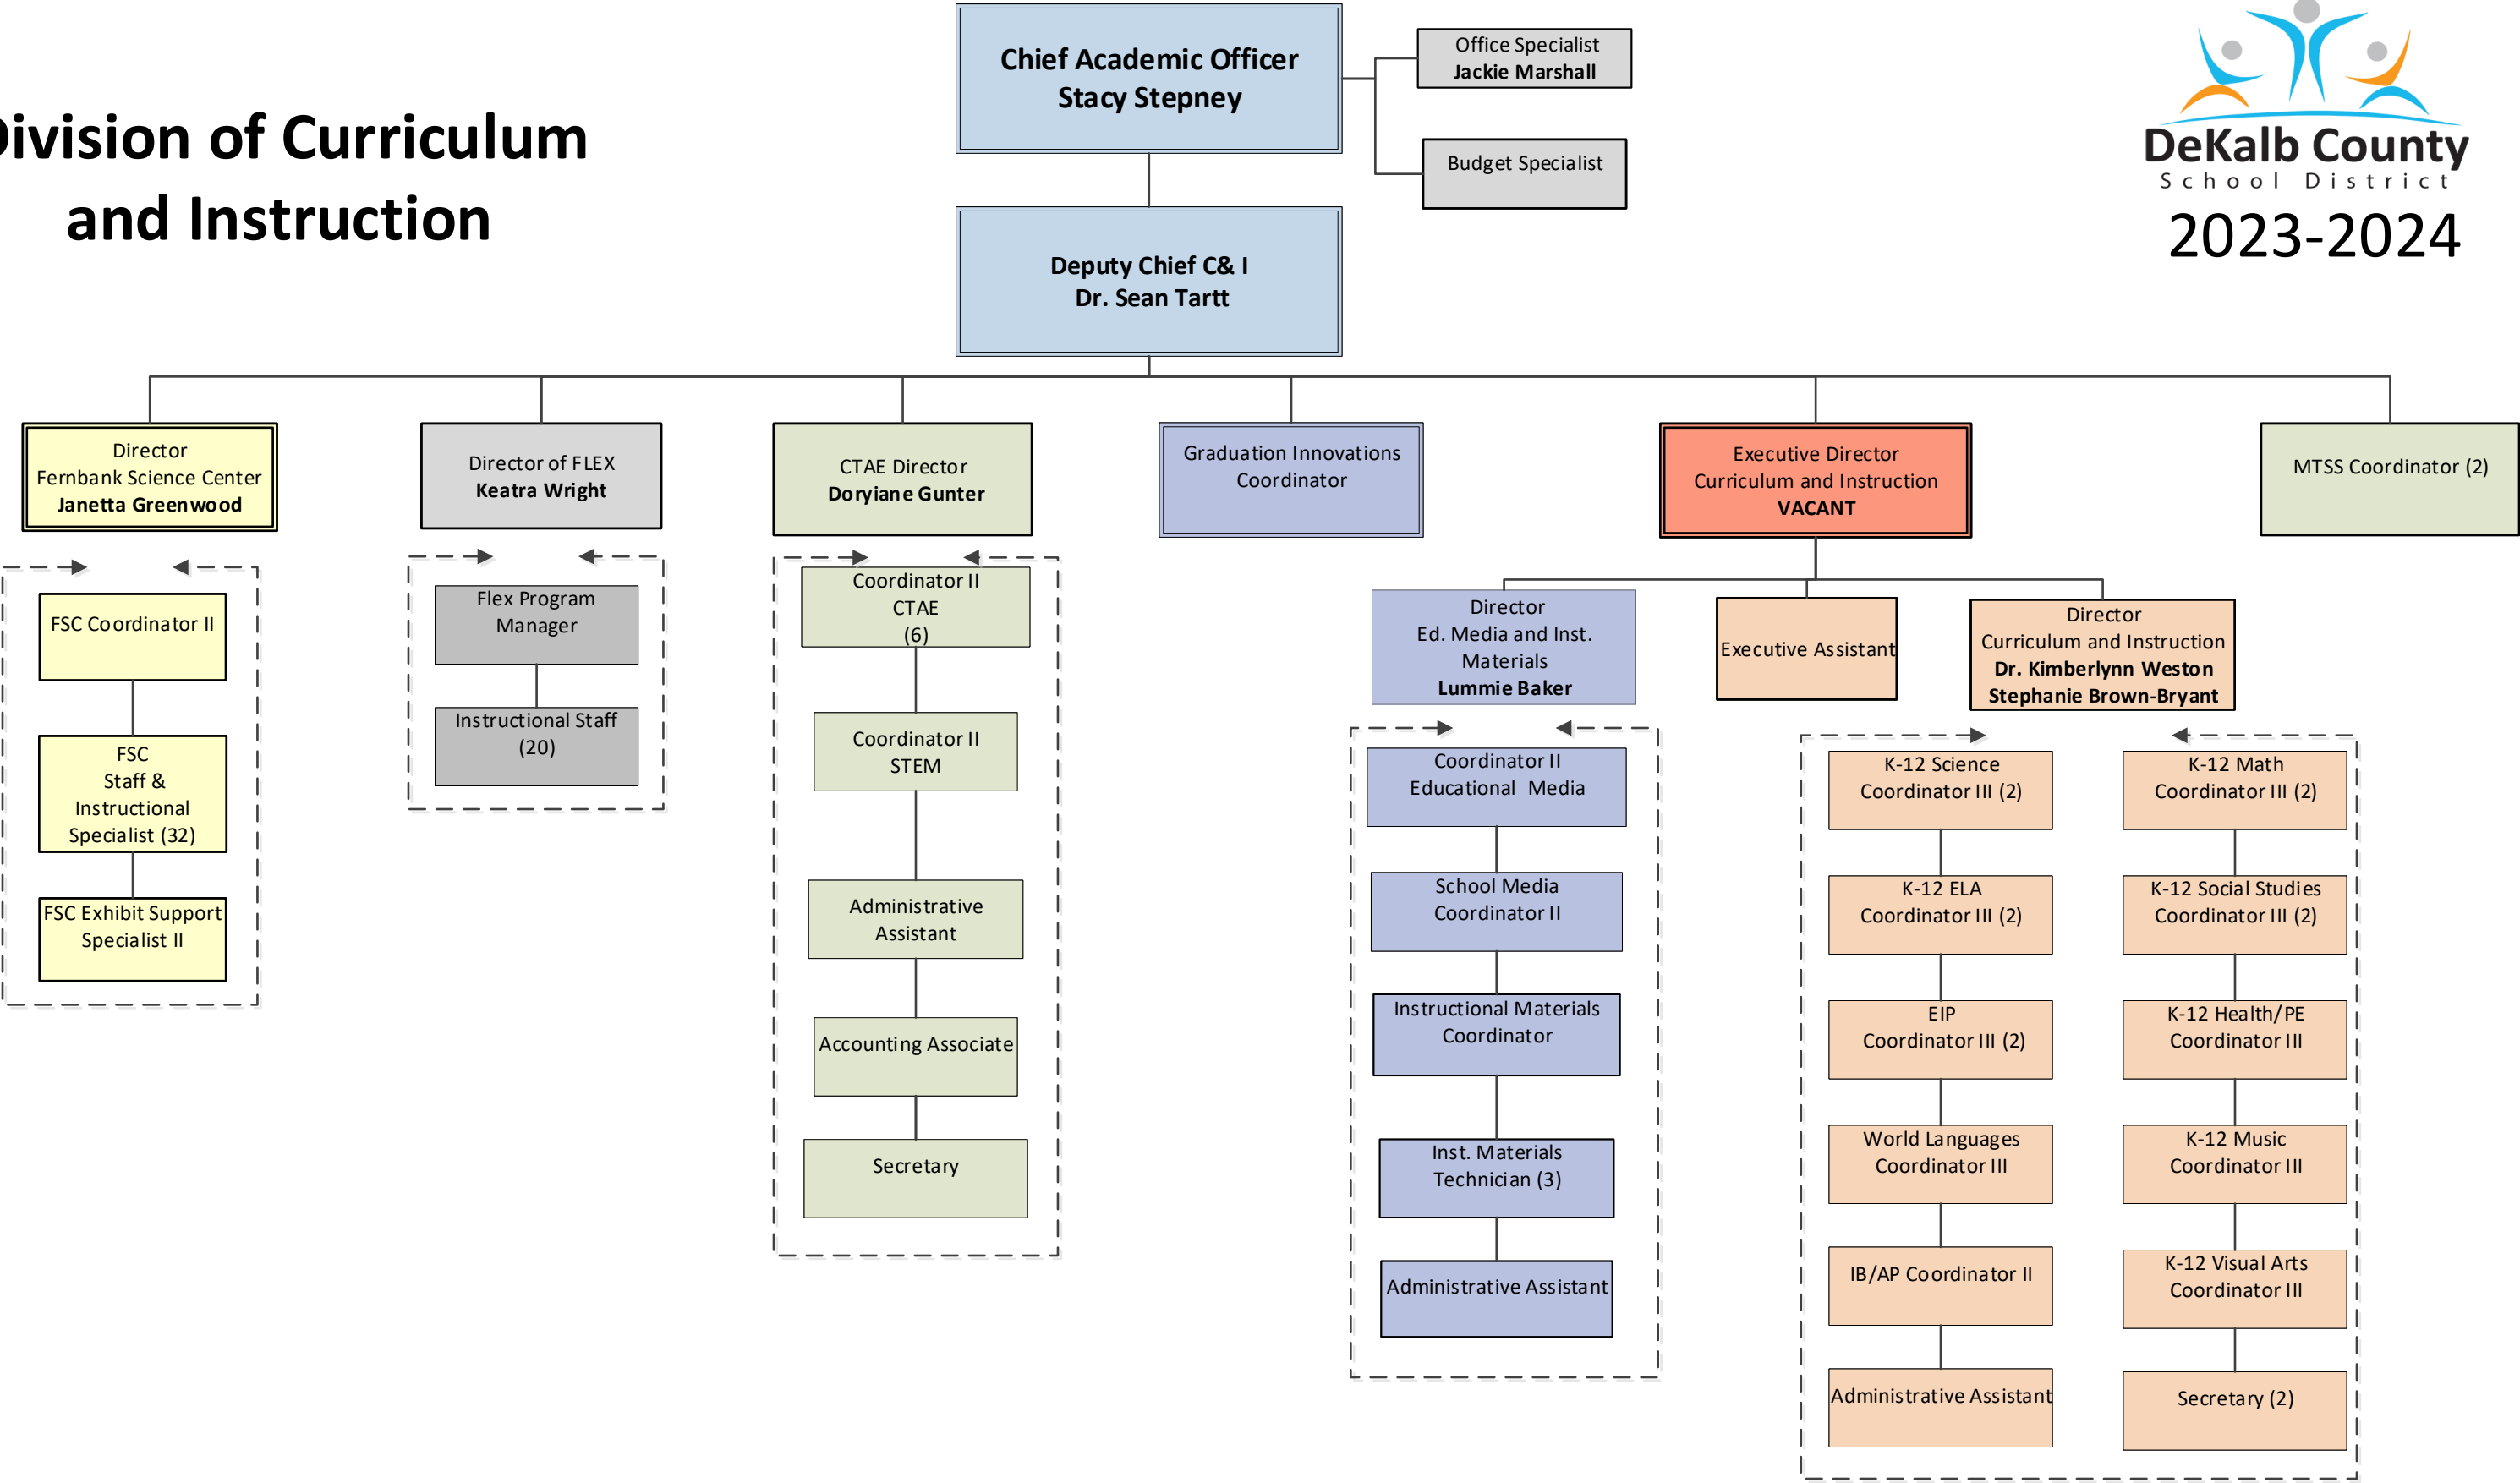 Division of Curriculum
and Instruction
Chief Academic Officer
Stacy Stepney
Office Specialist
Jackie Marshall
Budget Specialist
DeKalb County
School District
2023-2024
Deputy Chief C& I
Dr. Sean Tartt
Director
Fernbank Science Center
Janetta Greenwood
Director of FLEX
Keatra Wright
CTAE Director
Doryiane Gunter
Graduation Innovations
Coordinator
Executive Director
Curriculum and Instruction
VACANT
MTSS Coordinator (2)
FSC Coordinator II
FSC
Staff &
Instructional
Specialist (32)
FSC Exhibit Support
Specialist II
Flex Program
Manager
Instructional Staff
(20)
Coordinator II
CTAE
(6)
Coordinator II
STEM
Administrative
Assistant
Accounting Associate
Secretary
Director
Ed. Media and Inst.
Materials
Lummie Baker
Executive Assistant
Director
Curriculum and Instruction
Dr. Kimberlynn Weston
Stephanie Brown-Bryant
Coordinator II
Educational  Media
School Media
Coordinator II
Instructional Materials
Coordinator
Inst. Materials
Technician (3)
Administrative Assistant
K-12 Science
Coordinator III (2)
K-12 ELA
Coordinator III (2)
EIP
Coordinator III (2)
World Languages
Coordinator III
IB/AP Coordinator II
Administrative Assistant
K-12 Math
Coordinator III (2)
K-12 Social Studies
Coordinator III (2)
K-12 Health/PE
Coordinator III
K-12 Music
Coordinator III
K-12 Visual Arts
Coordinator III
Secretary (2)